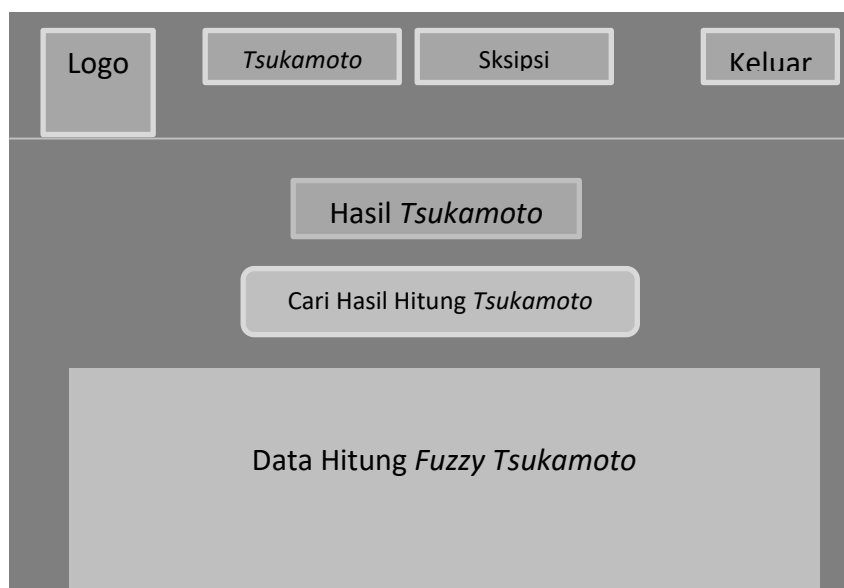 Logo
Tsukamoto
Sksipsi
Keluar
Hasil Tsukamoto
Cari Hasil Hitung Tsukamoto
Data Hitung Fuzzy Tsukamoto